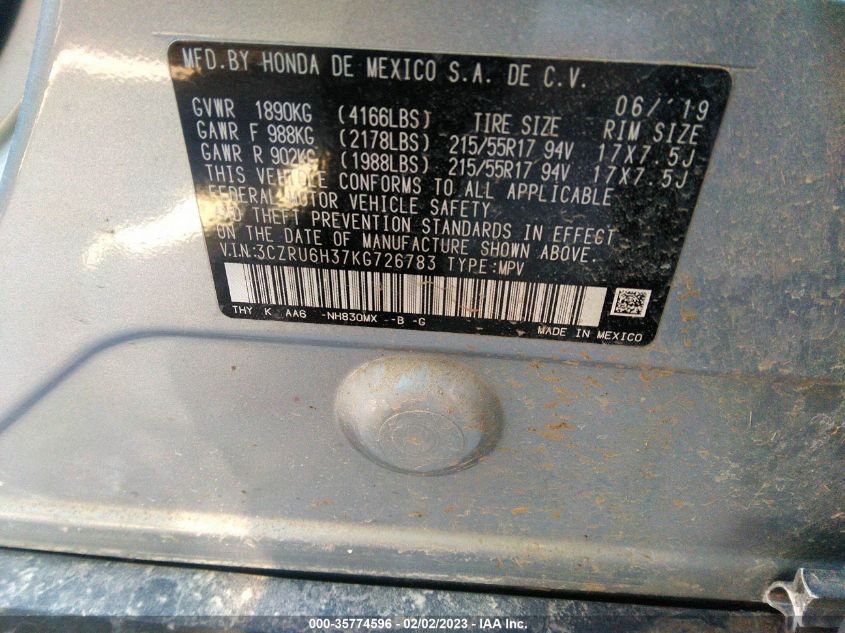 MFD.BY HONDA DE MEXICO S.A. DE C.V.
06/'19
GVWR 1890KG (4166LBS) TIRE SIZE RIM SIZE
GAWR F 988KG (2178LBS) 215/55R17 94V 17X7.5J
GAWR R 902KG (1988LBS) 215/55R17 94V 17X7.5J
THIS VEHICLE CONFORMS TO ALL APPLICABLE
FEDERAL MOTOR VEHICLE SAFETY
AND THEFT PREVENTION STANDARDS IN EFFECT
ON THE DATE OF MANUFACTURE SHOWN ABOVE.
V.I.N:3CZRU6H37KG726783 TYPE:MPV
THY K AA6 -NH830MX --B -G
MADE IN MEXICO
000-35774596 - 02/02/2023 - IAA Inc.